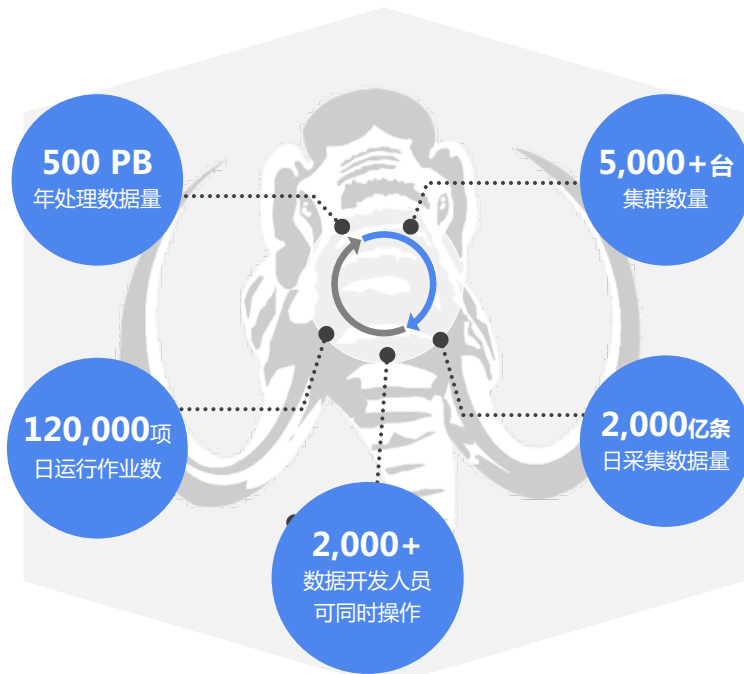 500 PB
年处理数据量
5,000+台
集群数量
120,000项
日运行作业数
2,000亿条
日采集数据量
2,000+
数据开发人员
可同时操作